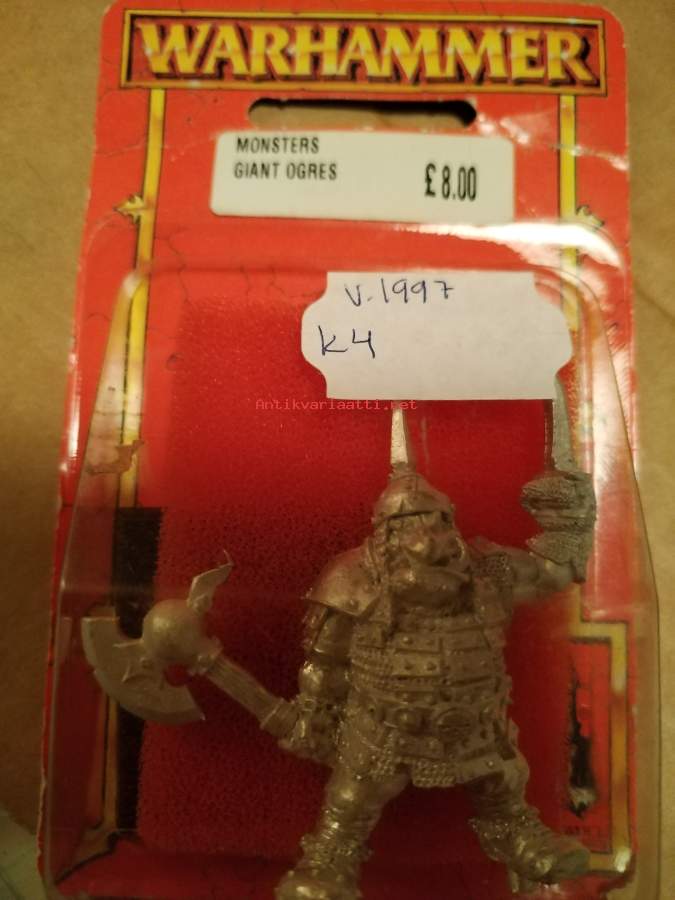 WARHAMMER
MONSTERS
GIANT OGRES
£8.00
V.1997
K4
Antikvariaatti.net